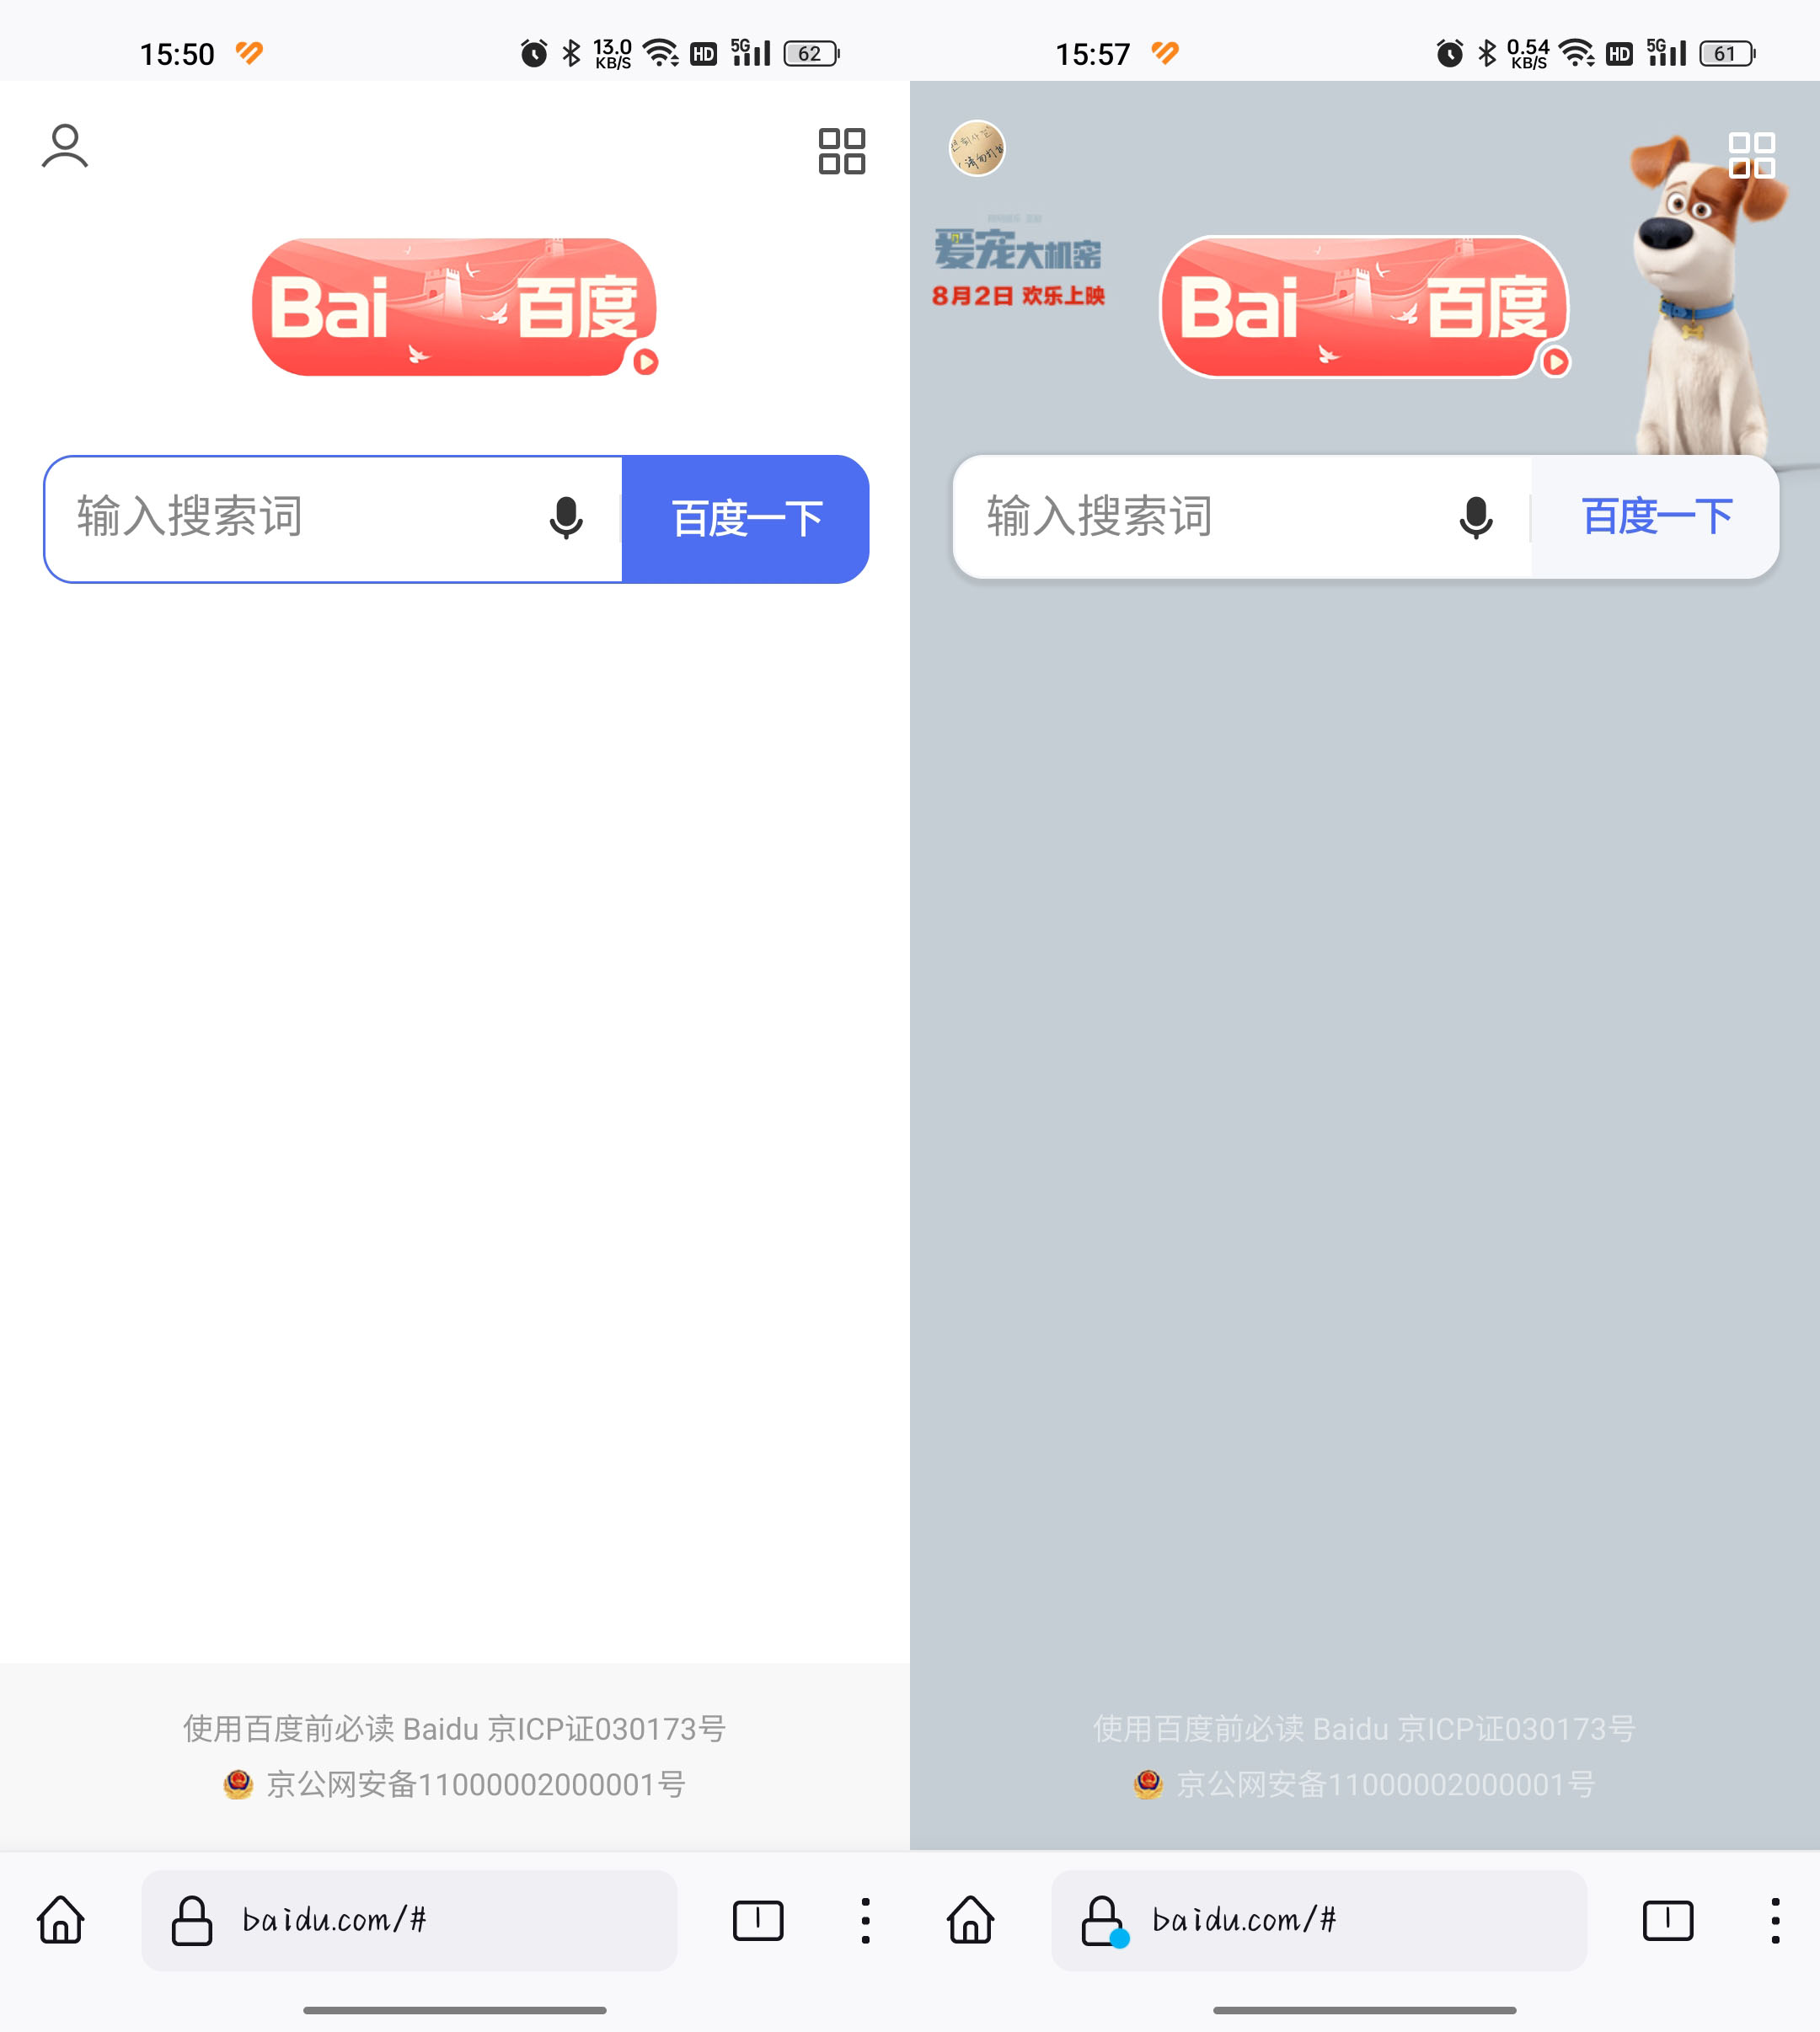 15:50
13.0
KB/S
HD
5G
62
Bai 百度
输入搜索词
百度一下
使用百度前必读 Baidu 京ICP证030173号
京公网安备11000002000001号
baidu.com/#
15:57
0.54
KB/S
HD
5G
61
爱宠大机密
8月2日 欢乐上映
Bai 百度
输入搜索词
百度一下
使用百度前必读 Baidu 京ICP证030173号
京公网安备11000002000001号
baidu.com/#